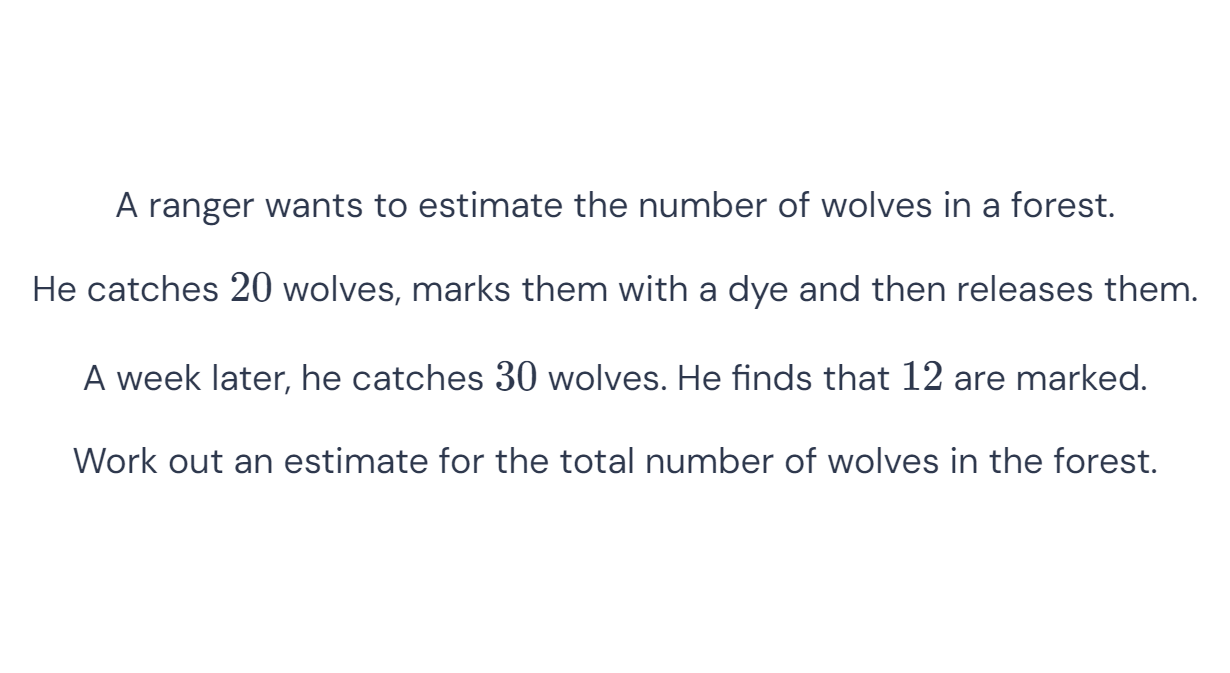 A ranger wants to estimate the number of wolves in a forest.
He catches 20 wolves, marks them with a dye and then releases them.
A week later, he catches 30 wolves. He finds that 12 are marked.
Work out an estimate for the total number of wolves in the forest.